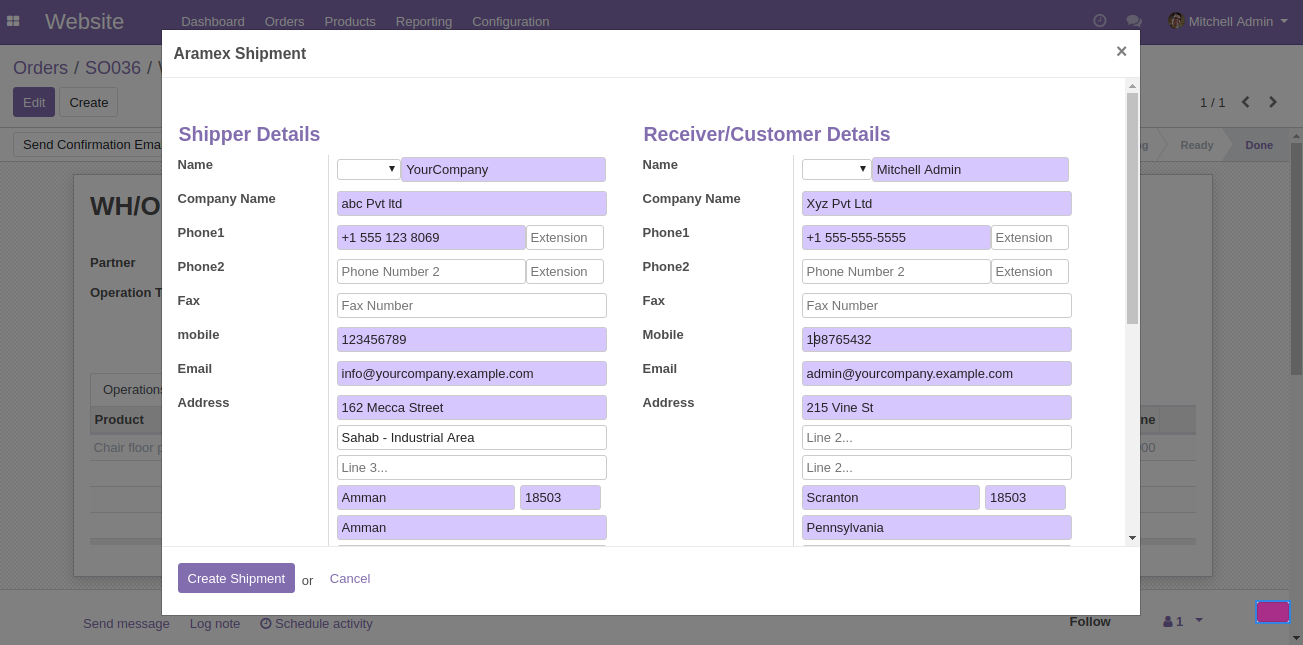 Website Dashboard Orders Products Reporting Configuration Mitchell Admin
Aramex Shipment ×
Orders / SO036 /
Edit Create 1 / 1
Send Confirmation Ema Ready Done
WH/O
Partner
Operation T
Operations
Product
Chair floor p
Shipper Details
Name YourCompany
Company Name abc Pvt ltd
Phone1 +1 555 123 8069 Extension
Phone2 Phone Number 2 Extension
Fax Fax Number
mobile 123456789
Email info@yourcompany.example.com
Address 162 Mecca Street
Sahab - Industrial Area
Line 3...
Amman 18503
Amman
Receiver/Customer Details
Name Mitchell Admin
Company Name Xyz Pvt Ltd
Phone1 +1 555-555-5555 Extension
Phone2 Phone Number 2 Extension
Fax Fax Number
Mobile 198765432
Email admin@yourcompany.example.com
Address 215 Vine St
Line 2...
Line 2...
Scranton 18503
Pennsylvania
Create Shipment or Cancel
Send message Log note Schedule activity Follow 1